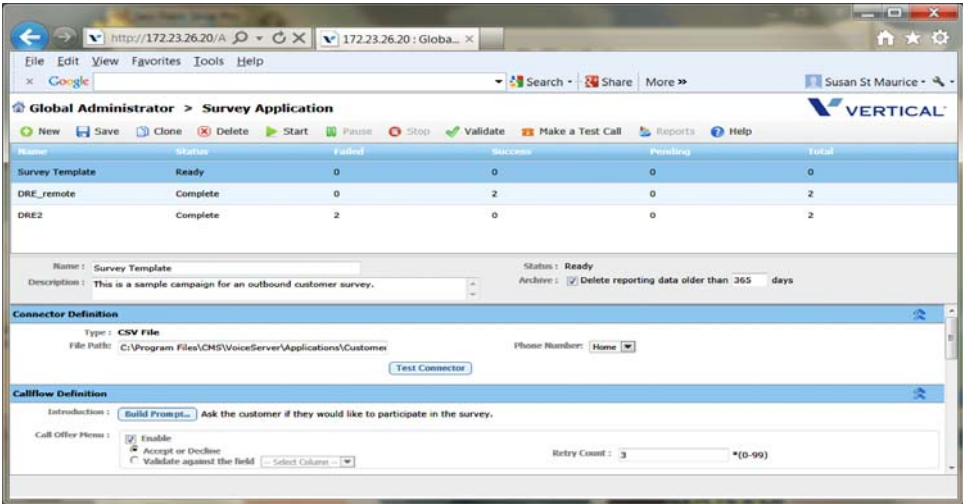 http://172.23.26.20/A
172.23.26.20 : Globa...
File Edit View Favorites Tools Help
Google Search Share More » Susan St Maurice
Global Administrator > Survey Application
VERTICAL
New Save Clone Delete Start Pause Stop Validate Make a Test Call Reports Help
Name Status Failed Success Pending Total
Survey Template Ready 0 0 0 0
DRE_remote Complete 0 2 0 2
DRE2 Complete 2 0 0 2
Name : Survey Template Status : Ready
Description : This is a sample campaign for an outbound customer survey. Archive : Delete reporting data older than 365 days
Connector Definition
Type : CSV File
File Path: C:\Program Files\CMS\VoiceServer\Applications\Customer Phone Number: Home
Test Connector
Callflow Definition
Introduction : Build Prompt... Ask the customer if they would like to participate in the survey.
Call Offer Menu : Enable
Accept or Decline Retry Count : 3 *(0-99)
Validate against the field -- Select Column --